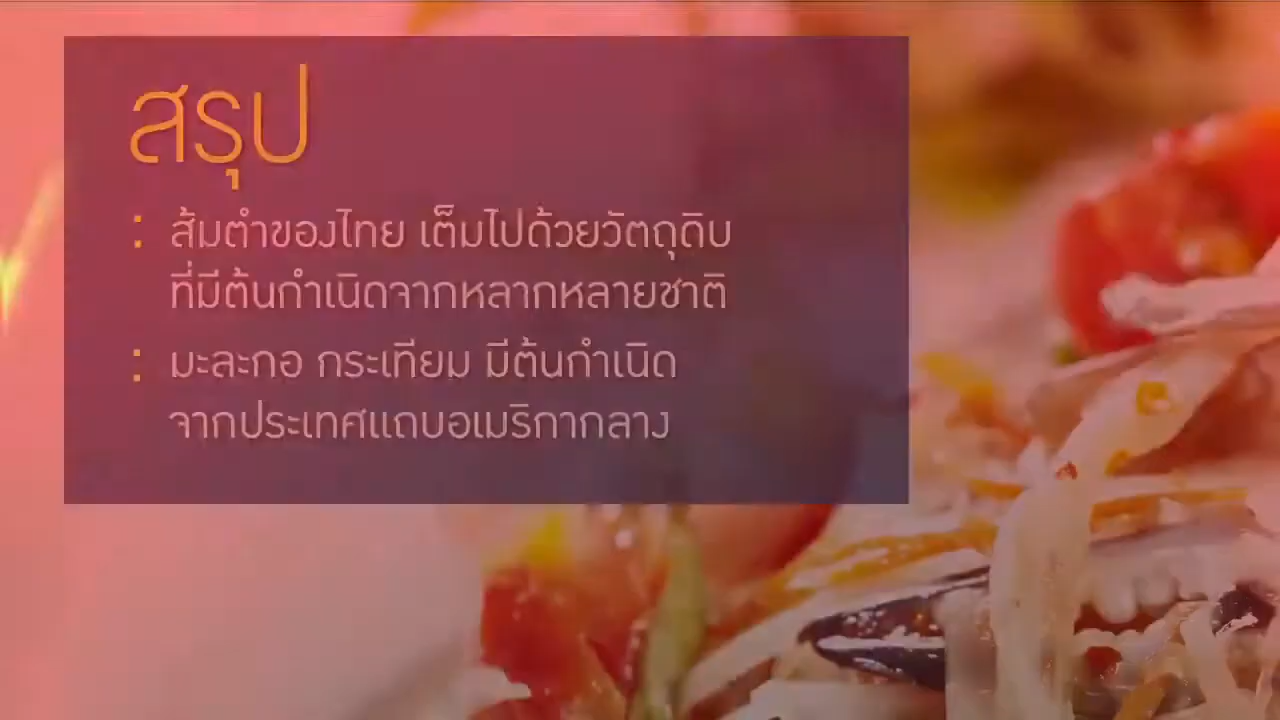 สรุป
: ส้มตำของไทย เต็มไปด้วยวัตถุดิบ
ที่มีต้นกำเนิดจากหลากหลายชาติ
: มะละกอ กระเทียม มีต้นกำเนิด
จากประเทศแถบอเมริกากลาง